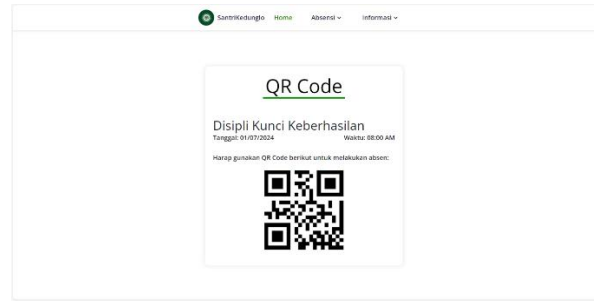 SantriKedunglo Home Absensi Informasi
QR Code
Disipli Kunci Keberhasilan
Tanggal: 01/07/2024 Waktu: 08:00 AM
Harap gunakan QR Code berikut untuk melakukan absen: